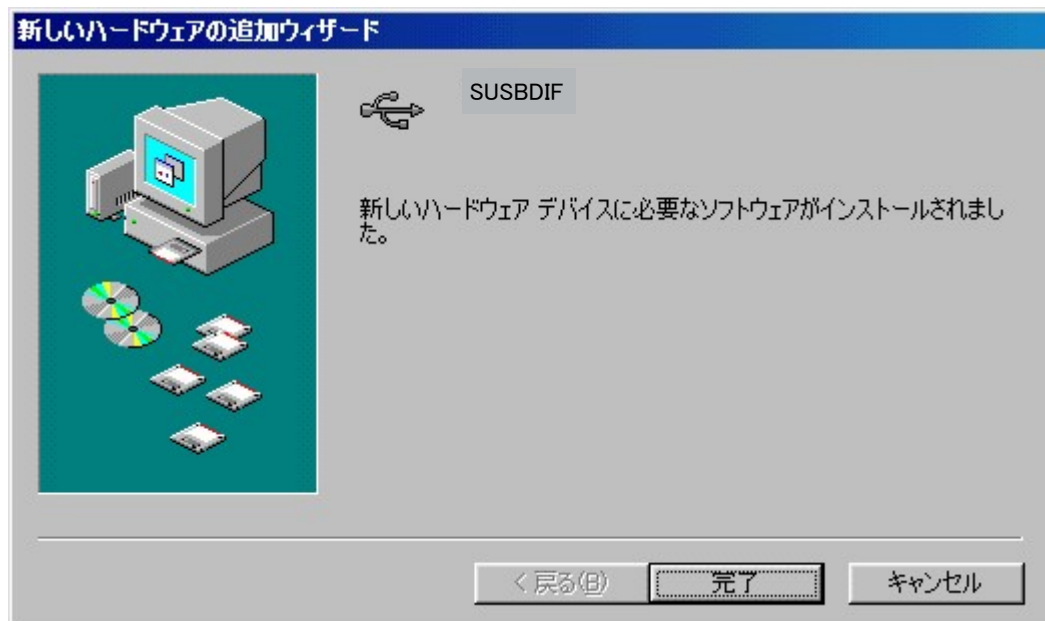 新しいハードウェアの追加ウィザード
SUSBDIF
新しいハードウェア デバイスに必要なソフトウェアがインストールされまし
た。
< 戻る(B)
完了
キャンセル